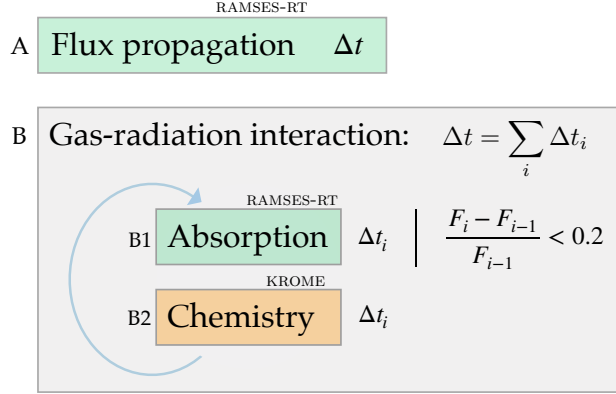 RAMSES-RT
A Flux propagation Δt
B Gas-radiation interaction: Δt = ∑_i Δt_i
RAMSES-RT
B1 Absorption Δt_i | (F_i − F_{i−1}) / F_{i−1} < 0.2
KROME
B2 Chemistry Δt_i